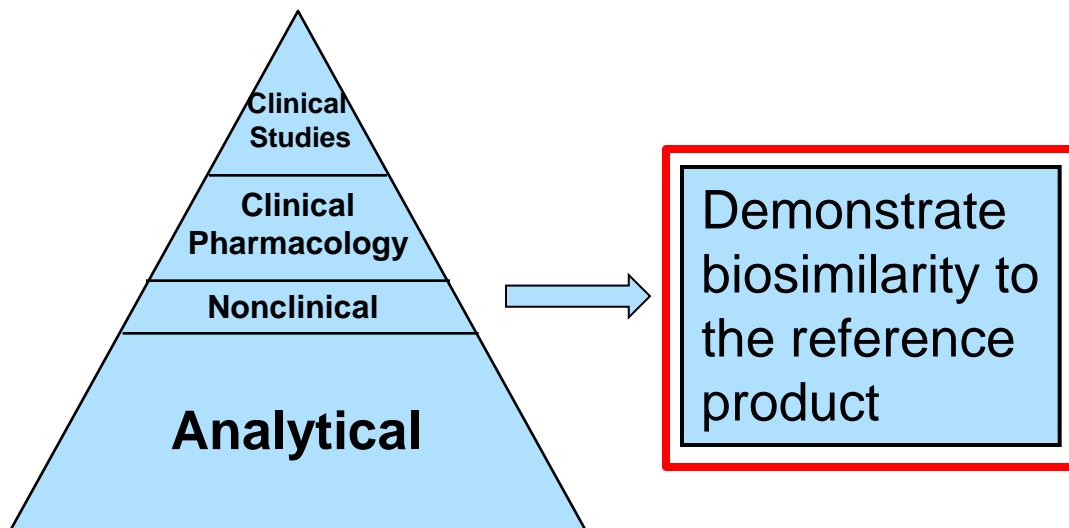 Clinical
Studies
Clinical
Pharmacology
Nonclinical
Analytical
Demonstrate
biosimilarity to
the reference
product